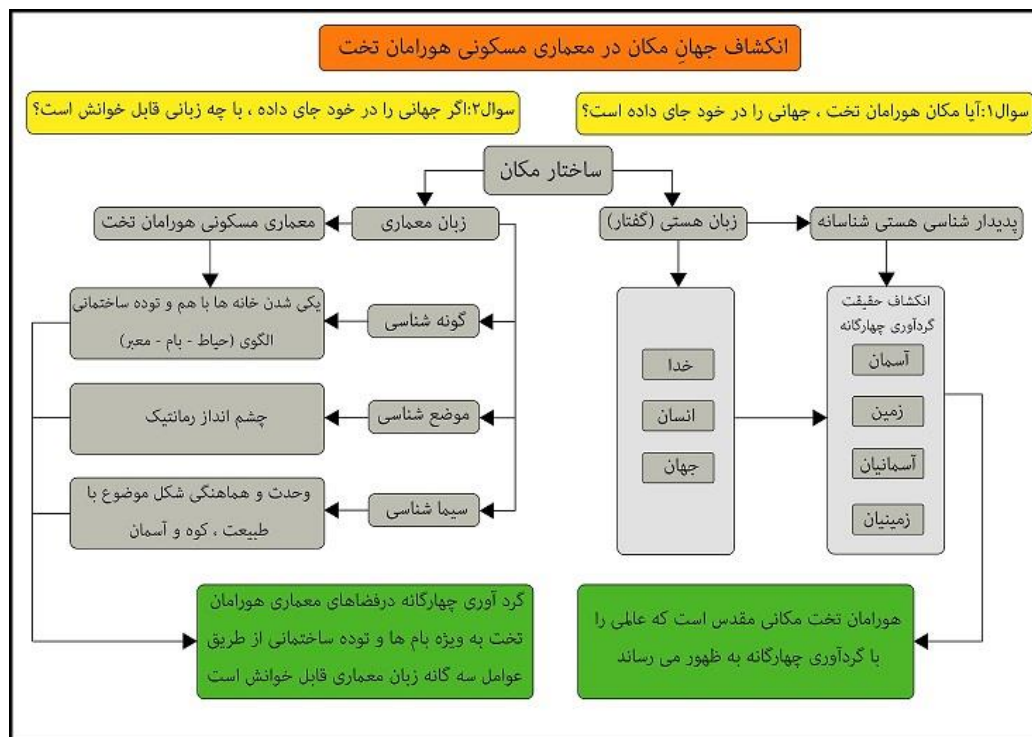 انکشاف جهانِ مکان در معماری مسکونی هورامان تخت
سوال۱:آیا مکان هورامان تخت ، جهانی را در خود جای داده است؟
سوال۲:اگر جهانی را در خود جای داده ، با چه زبانی قابل خوانش است؟
ساختار مکان
پدیدار شناسی هستی شناسانه
زبان هستی (گفتار)
زبان معماری
معماری مسکونی هورامان تخت
انکشاف حقیقت
گردآوری چهارگانه
آسمان
زمین
آسمانیان
زمینیان
خدا
انسان
جهان
گونه شناسی
یکی شدن خانه ها با هم و توده ساختمانی
الگوی (حیاط - بام - معبر)
موضع شناسی
چشم انداز رمانتیک
سیما شناسی
وحدت و هماهنگی شکل موضوع با
طبیعت ، کوه و آسمان
هورامان تخت مکانی مقدس است که عالمی را
با گردآوری چهارگانه به ظهور می رساند
گرد آوری چهارگانه درفضاهای معماری هورامان
تخت به ویژه بام ها و توده ساختمانی از طریق
عوامل سه گانه زبان معماری قابل خوانش است